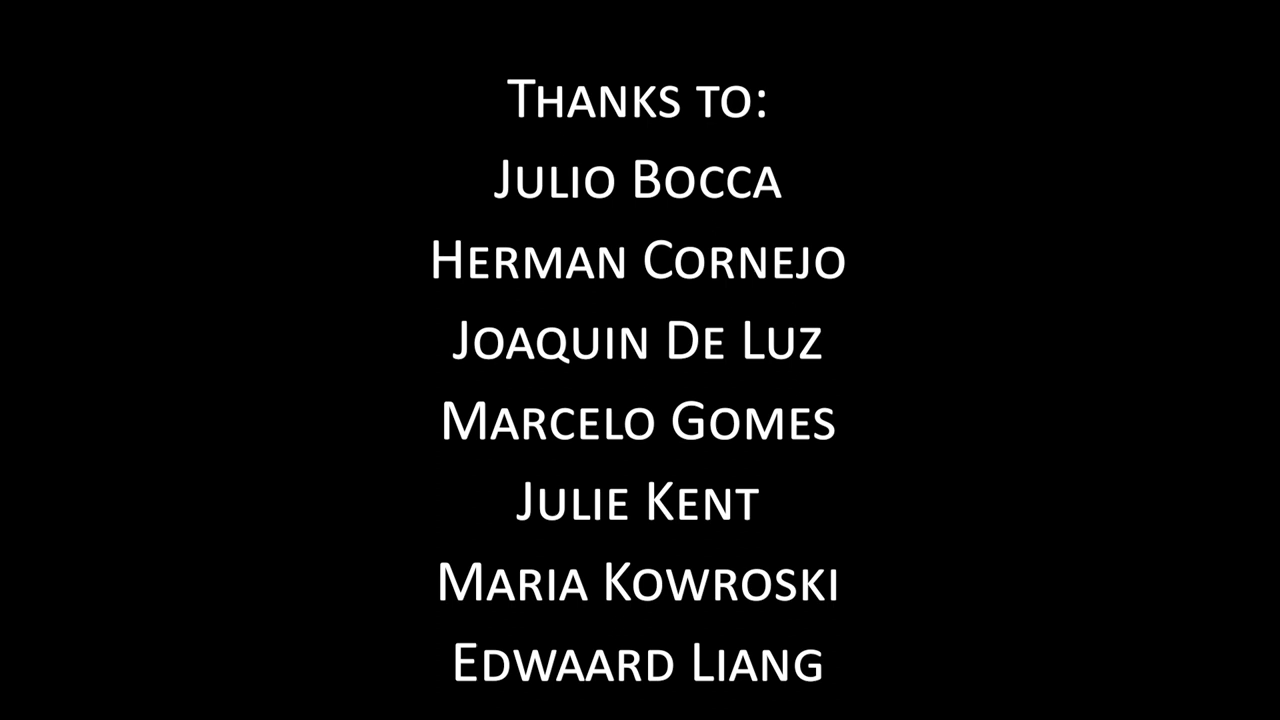 Thanks to:
Julio Bocca
Herman Cornejo
Joaquin De Luz
Marcelo Gomes
Julie Kent
Maria Kowroski
Edwaard Liang